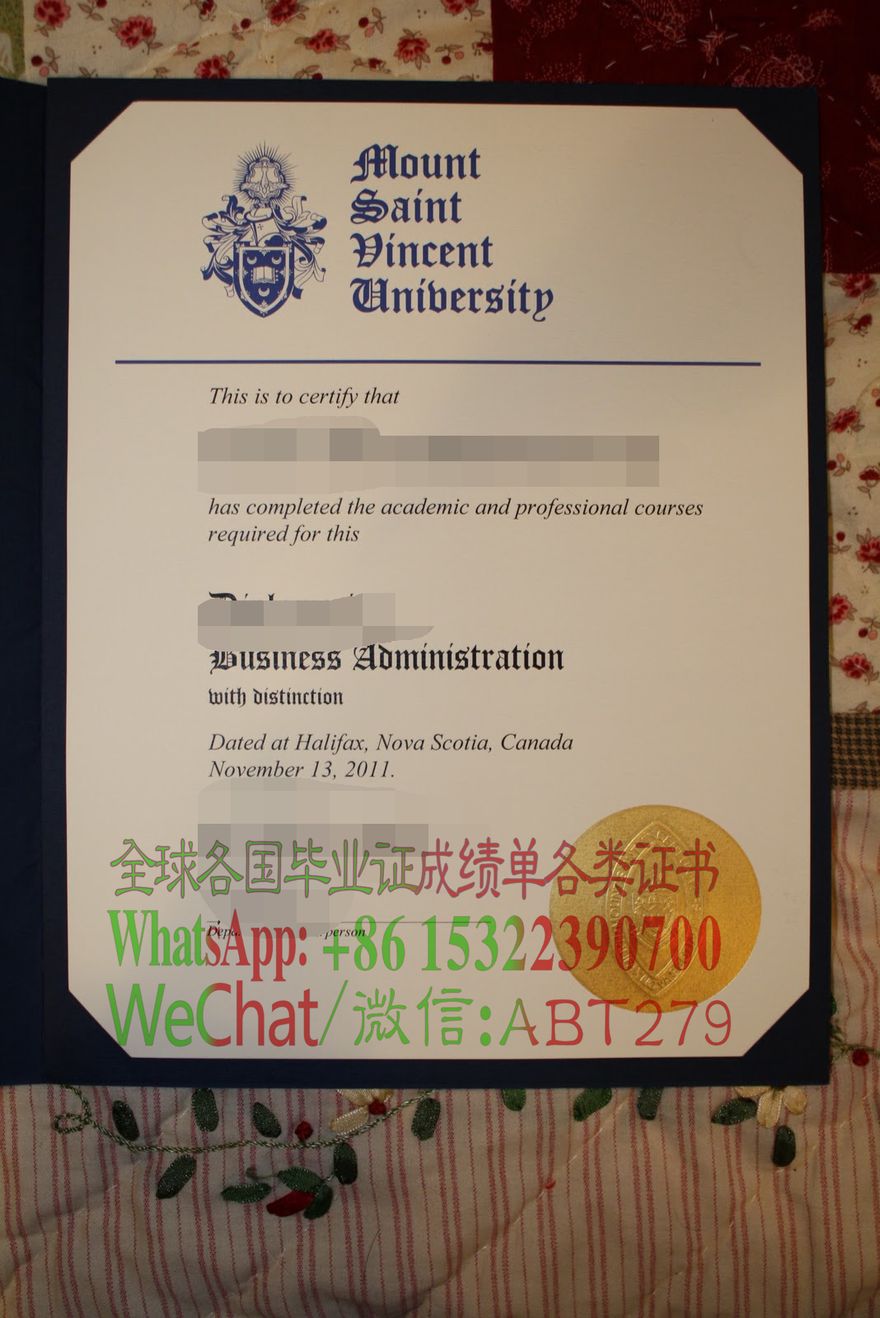 Mount
Saint
Vincent
University
This is to certify that
has completed the academic and professional courses
required for this
Business Administration
with distinction
Dated at Halifax, Nova Scotia, Canada
November 13, 2011.
全球各国毕业证成绩单各类证书
WhatsApp: +86 15322390700
WeChat/微信:ABT279